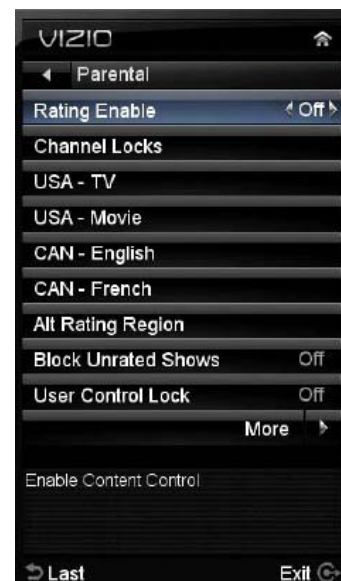 VIZIO
Parental
Rating Enable Off
Channel Locks
USA - TV
USA - Movie
CAN - English
CAN - French
Alt Rating Region
Block Unrated Shows Off
User Control Lock Off
More
Enable Content Control
Last Exit